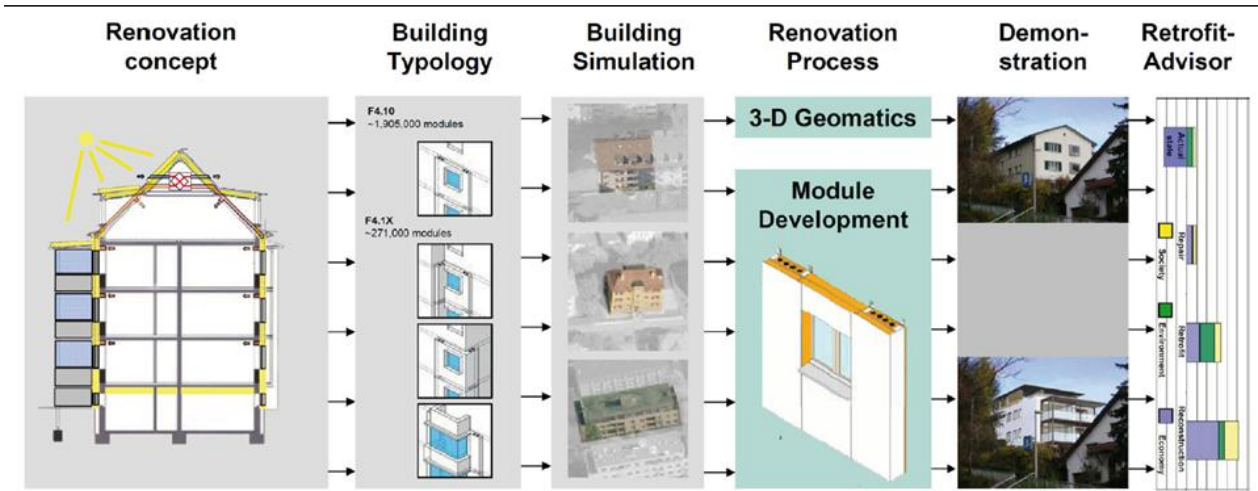 Renovation
concept
Building
Typology
Building
Simulation
Renovation
Process
Demon-
stration
Retrofit-
Advisor
F4.10
~1,905,000 modules
F4.1X
~271,000 modules
3-D Geomatics
Module
Development
Actual
state
Repair
Retrofit
Reconstruction
Society
Environment
Economy